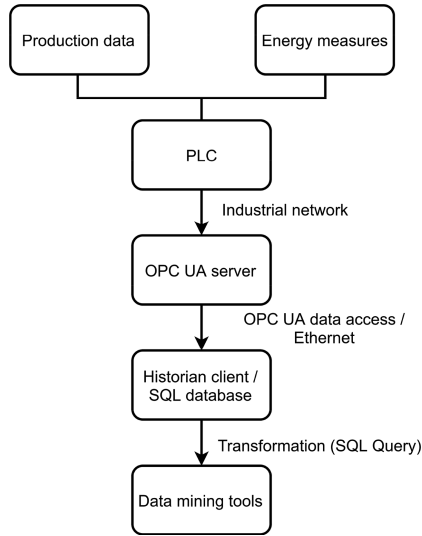 Production data
Energy measures
PLC
Industrial network
OPC UA server
OPC UA data access /
Ethernet
Historian client /
SQL database
Transformation (SQL Query)
Data mining tools